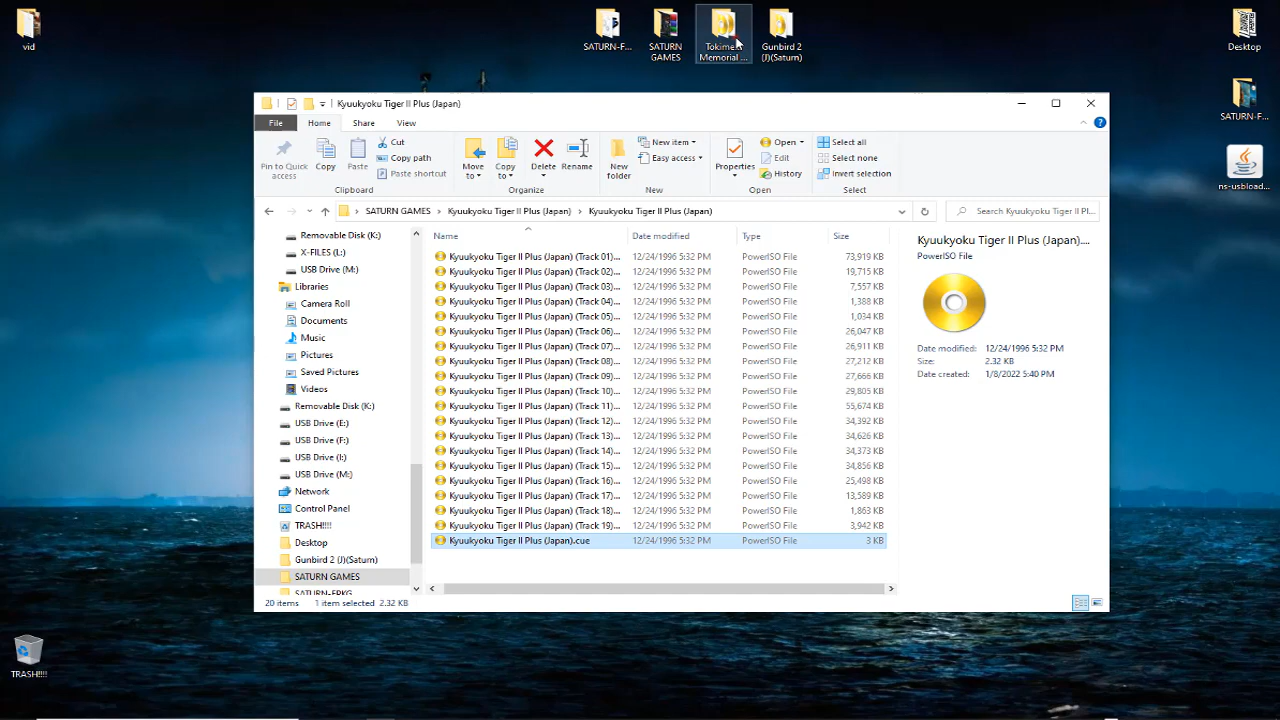 vid
SATURN-F...
SATURN GAMES
Tokime... Memorial ...
Gunbird 2 (J)(Saturn)
Desktop
SATURN-F...
ns-usbload...
TRASH!!!!
Kyuukyoku Tiger II Plus (Japan)
File Home Share View
Pin to Quick access
Copy
Paste
Cut
Copy path
Paste shortcut
Clipboard
Move to
Copy to
Delete
Rename
Organize
New folder
New item
Easy access
New
Properties
Open
Edit
History
Open
Select all
Select none
Invert selection
Select
SATURN GAMES › Kyuukyoku Tiger II Plus (Japan) › Kyuukyoku Tiger II Plus (Japan)
Search Kyuukyoku Tiger II Pl...
Removable Disk (K:)
X-FILES (L:)
USB Drive (M:)
Libraries
Camera Roll
Documents
Music
Pictures
Saved Pictures
Videos
Removable Disk (K:)
USB Drive (E:)
USB Drive (F:)
USB Drive (I:)
USB Drive (M:)
Network
Control Panel
TRASH!!!!
Desktop
Gunbird 2 (J)(Saturn)
SATURN GAMES
SATURN-FPKG
Name Date modified Type Size
Kyuukyoku Tiger II Plus (Japan) (Track 01)... 12/24/1996 5:32 PM PowerISO File 73,919 KB
Kyuukyoku Tiger II Plus (Japan) (Track 02)... 12/24/1996 5:32 PM PowerISO File 19,715 KB
Kyuukyoku Tiger II Plus (Japan) (Track 03)... 12/24/1996 5:32 PM PowerISO File 7,557 KB
Kyuukyoku Tiger II Plus (Japan) (Track 04)... 12/24/1996 5:32 PM PowerISO File 1,388 KB
Kyuukyoku Tiger II Plus (Japan) (Track 05)... 12/24/1996 5:32 PM PowerISO File 1,034 KB
Kyuukyoku Tiger II Plus (Japan) (Track 06)... 12/24/1996 5:32 PM PowerISO File 26,047 KB
Kyuukyoku Tiger II Plus (Japan) (Track 07)... 12/24/1996 5:32 PM PowerISO File 26,911 KB
Kyuukyoku Tiger II Plus (Japan) (Track 08)... 12/24/1996 5:32 PM PowerISO File 27,212 KB
Kyuukyoku Tiger II Plus (Japan) (Track 09)... 12/24/1996 5:32 PM PowerISO File 27,666 KB
Kyuukyoku Tiger II Plus (Japan) (Track 10)... 12/24/1996 5:32 PM PowerISO File 29,805 KB
Kyuukyoku Tiger II Plus (Japan) (Track 11)... 12/24/1996 5:32 PM PowerISO File 55,674 KB
Kyuukyoku Tiger II Plus (Japan) (Track 12)... 12/24/1996 5:32 PM PowerISO File 34,392 KB
Kyuukyoku Tiger II Plus (Japan) (Track 13)... 12/24/1996 5:32 PM PowerISO File 34,626 KB
Kyuukyoku Tiger II Plus (Japan) (Track 14)... 12/24/1996 5:32 PM PowerISO File 34,373 KB
Kyuukyoku Tiger II Plus (Japan) (Track 15)... 12/24/1996 5:32 PM PowerISO File 34,856 KB
Kyuukyoku Tiger II Plus (Japan) (Track 16)... 12/24/1996 5:32 PM PowerISO File 25,498 KB
Kyuukyoku Tiger II Plus (Japan) (Track 17)... 12/24/1996 5:32 PM PowerISO File 13,589 KB
Kyuukyoku Tiger II Plus (Japan) (Track 18)... 12/24/1996 5:32 PM PowerISO File 1,863 KB
Kyuukyoku Tiger II Plus (Japan) (Track 19)... 12/24/1996 5:32 PM PowerISO File 3,942 KB
Kyuukyoku Tiger II Plus (Japan).cue 12/24/1996 5:32 PM PowerISO File 3 KB
Kyuukyoku Tiger II Plus (Japan)....
PowerISO File
Date modified: 12/24/1996 5:32 PM
Size: 2.32 KB
Date created: 1/8/2022 5:40 PM
20 items 1 item selected 2.32 KB